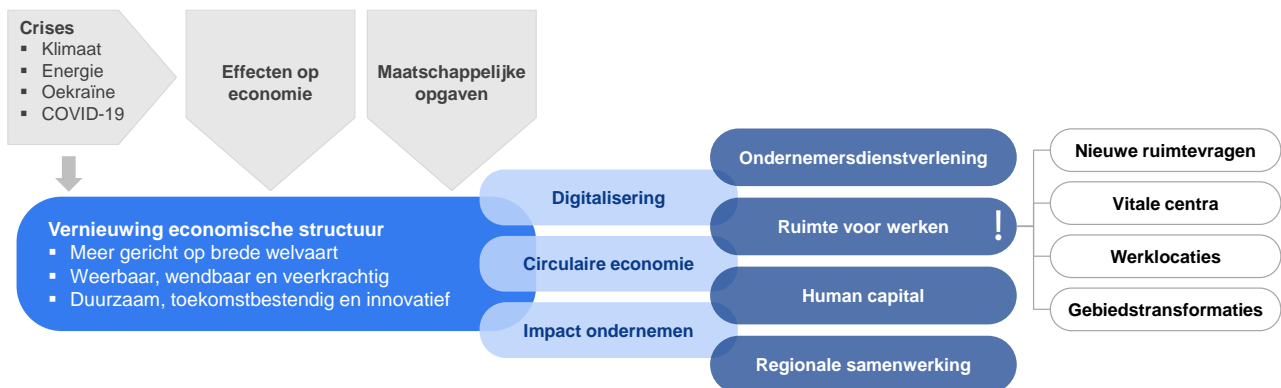 Crises
▪ Klimaat
▪ Energie
▪ Oekraïne
▪ COVID-19
Effecten op
economie
Maatschappelijke
opgaven
Vernieuwing economische structuur
▪ Meer gericht op brede welvaart
▪ Weerbaar, wendbaar en veerkrachtig
▪ Duurzaam, toekomstbestendig en innovatief
Digitalisering
Circulaire economie
Impact ondernemen
Ondernemersdienstverlening
Ruimte voor werken !
Human capital
Regionale samenwerking
Nieuwe ruimtevragen
Vitale centra
Werklocaties
Gebiedstransformaties